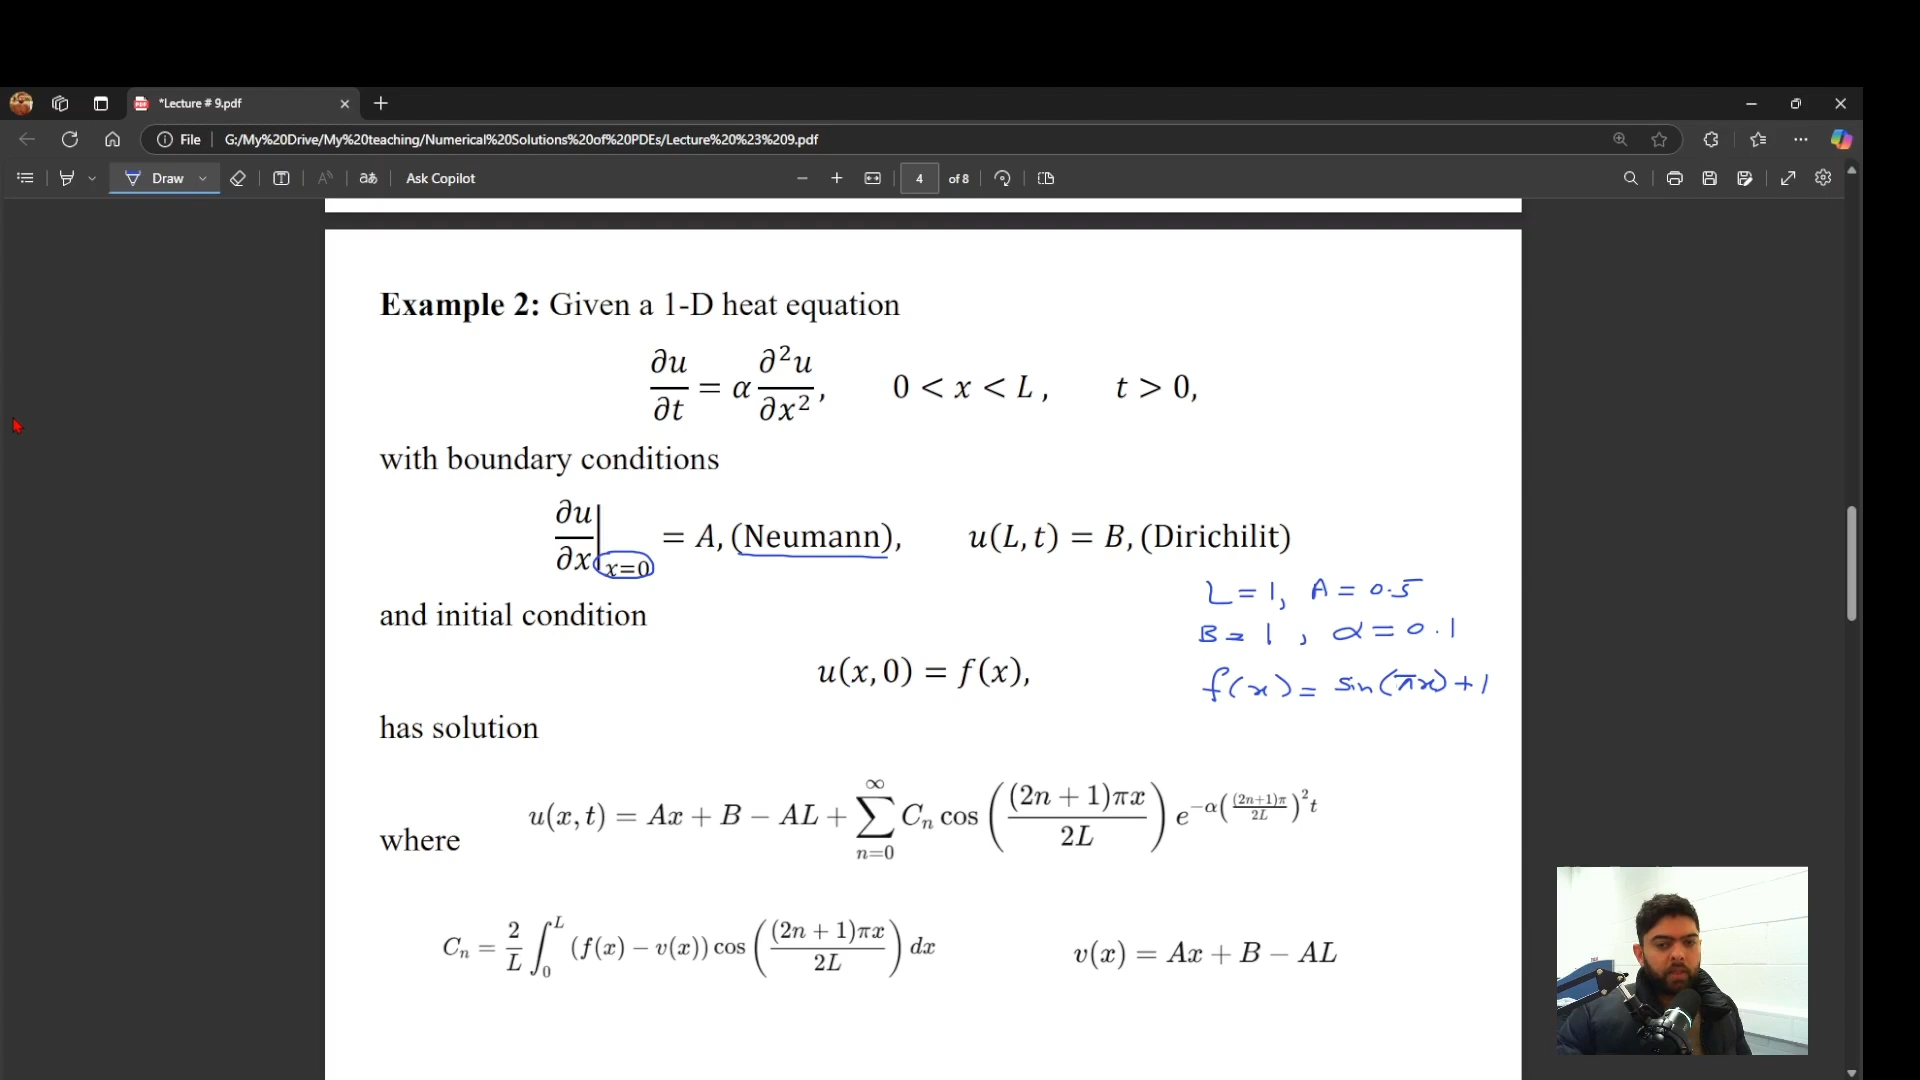 *Lecture # 9.pdf
File G:/My%20Drive/My%20teaching/Numerical%20Solutions%20of%20PDEs/Lecture%20%23%209.pdf
Draw aあ Ask Copilot 4 of 8
Example 2: Given a 1-D heat equation
∂u/∂t = α ∂²u/∂x², 0 < x < L, t > 0,
with boundary conditions
∂u/∂x|x=0 = A, (Neumann), u(L, t) = B, (Dirichilit)
L = 1, A = 0.5
and initial condition
B = 1, α = 0.1
u(x, 0) = f(x),
f(x) = sin(πx) + 1
has solution
u(x, t) = Ax + B − AL + ∑_{n=0}^{∞} C_n cos((2n + 1)πx / 2L) e^{−α((2n+1)π / 2L)² t}
where
C_n = 2/L ∫_0^L (f(x) − v(x)) cos((2n + 1)πx / 2L) dx v(x) = Ax + B − AL